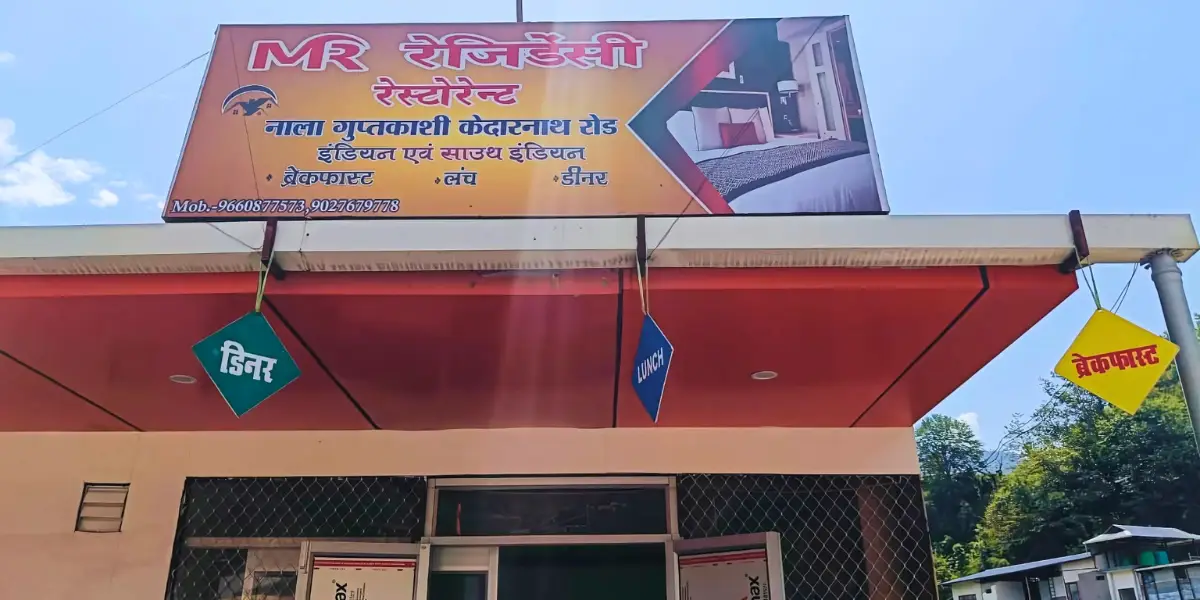 MR रेजिडेंसी
रेस्टोरेन्ट
नाला गुप्तकाशी केदारनाथ रोड
इंडियन एवं साउथ इंडियन
ब्रेकफास्ट लंच डीनर
Mob.-9660877573,9027679778
डिनर
LUNCH
ब्रेकफास्ट